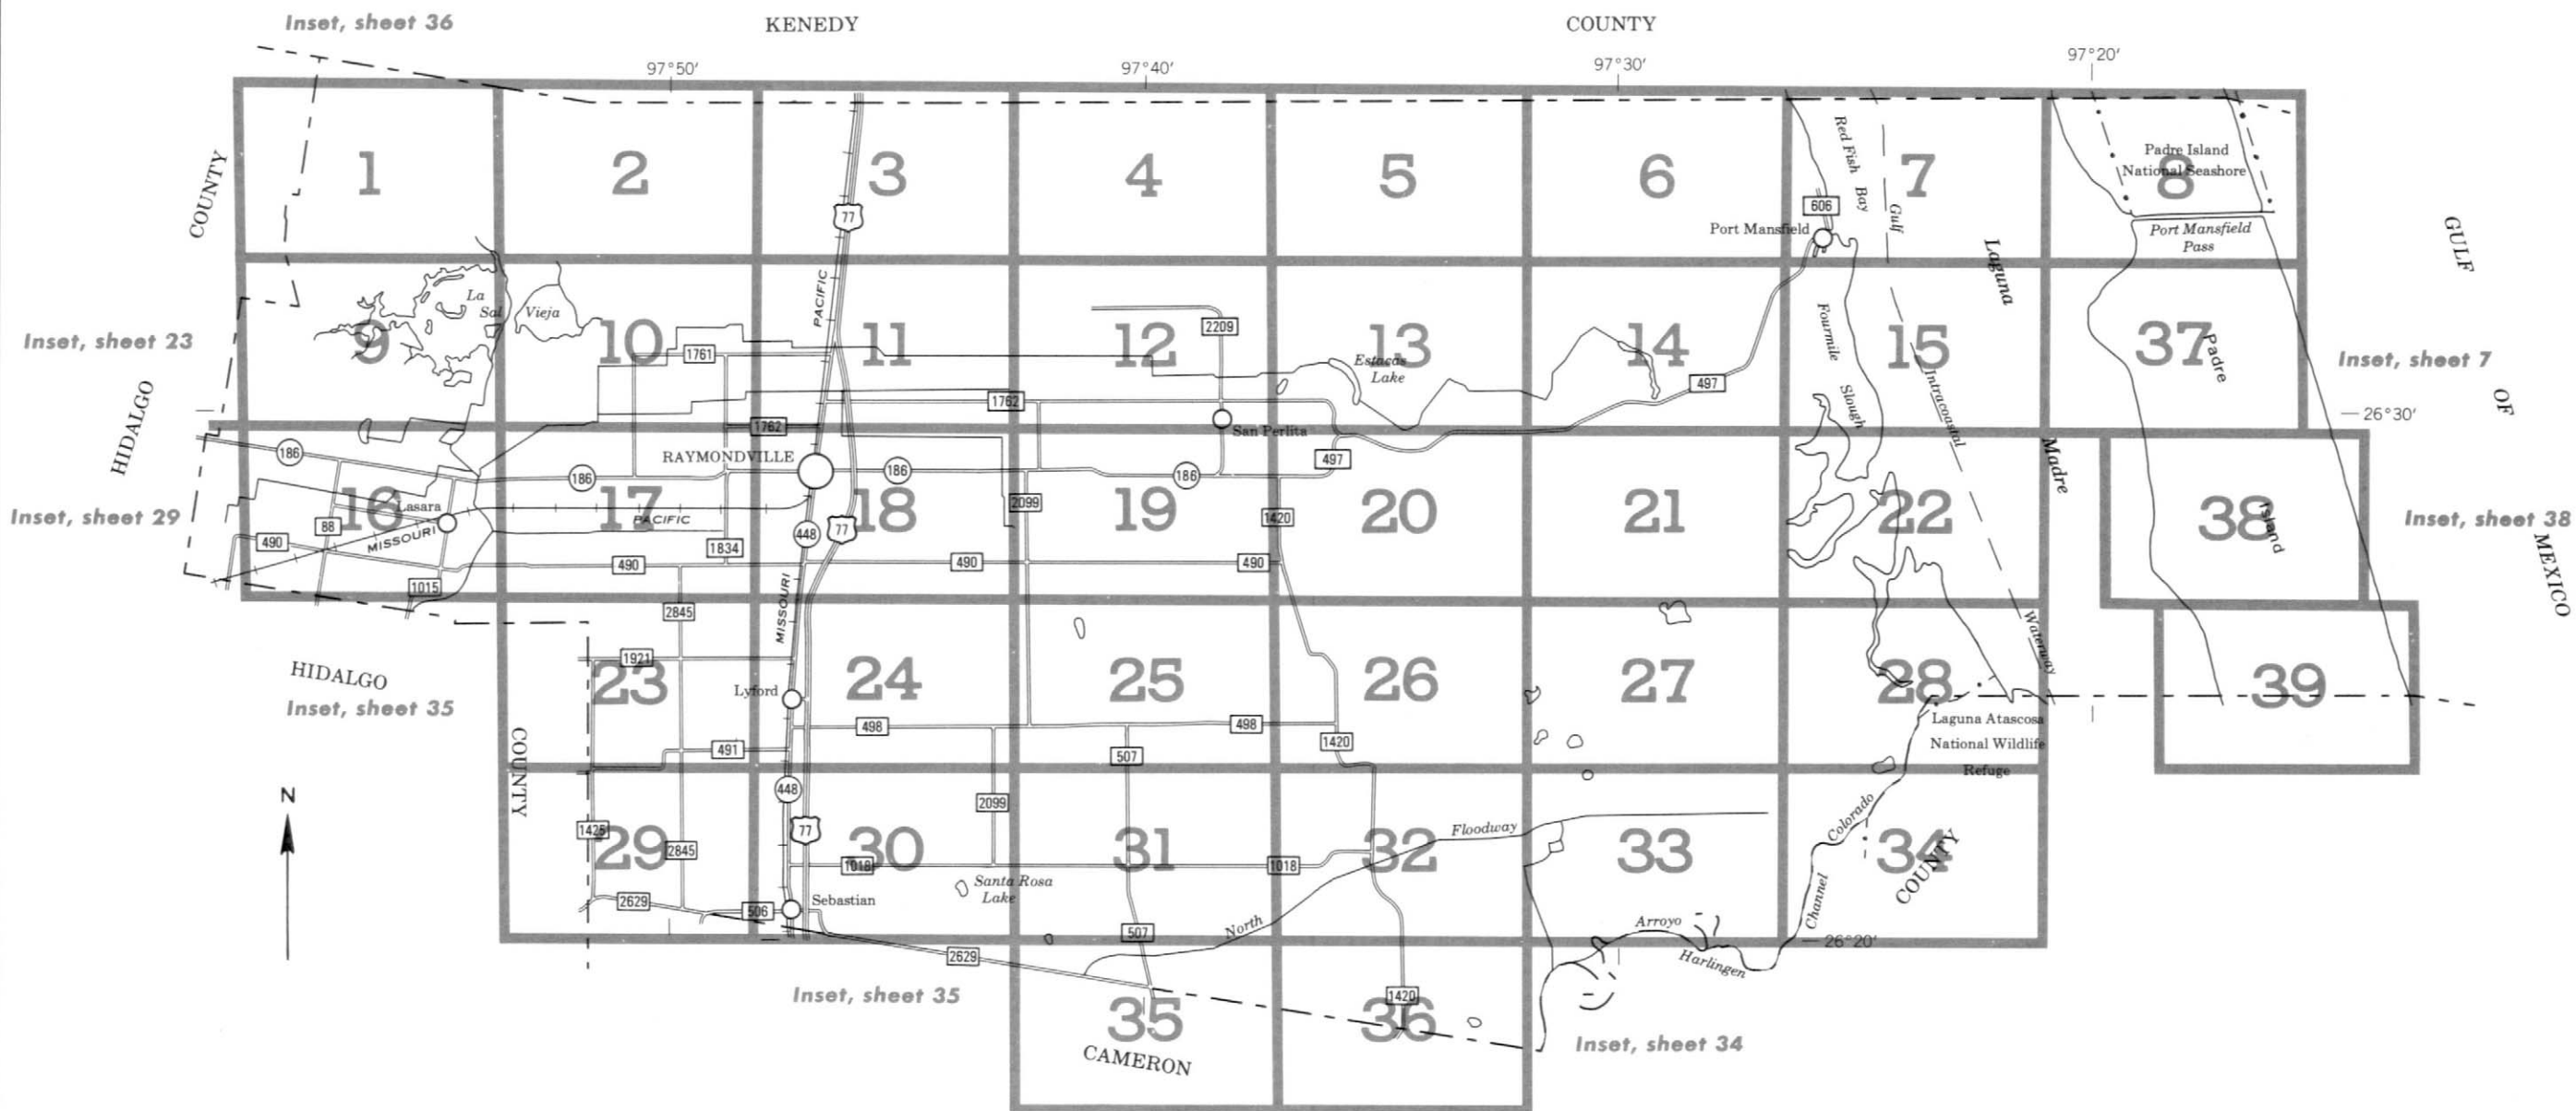 Inset, sheet 36
KENEDY
COUNTY
97°50′
97°40′
97°30′
97°20′
1
2
3
4
5
6
7
8
COUNTY
77
Red Fish Bay
606
Port Mansfield
Gulf
Padre Island
National Seashore
Port Mansfield
Pass
GULF
Laguna
La
Sal
Vieja
PACIFIC
2209
Inset, sheet 23
9
10
11
12
13
14
15
37
1761
Estacas
Lake
Fourmile
Slough
Padre
Inset, sheet 7
497
Intracoastal
HIDALGO
1762
1762
San Perlita
26°30′
OF
186
RAYMONDVILLE
186
186
186
497
Madre
Inset, sheet 29
16
17
18
19
20
21
22
38
Lasara
88
490
MISSOURI
PACIFIC
448
77
2099
1420
Island
Inset, sheet 38
1834
490
490
490
1015
MEXICO
2845
MISSOURI
Waterway
HIDALGO
1921
23
24
25
26
27
28
39
Lyford
Inset, sheet 35
498
498
Laguna Atascosa
National Wildlife
Refuge
COUNTY
491
507
1420
N
448
2099
77
1425
29
2845
30
31
32
33
34
1018
1018
Floodway
Colorado
COUNTY
Santa Rosa
Lake
2629
506
Sebastian
Channel
North
507
Arroyo
Harlingen
26°20′
2629
Inset, sheet 35
1420
35
36
Inset, sheet 34
CAMERON